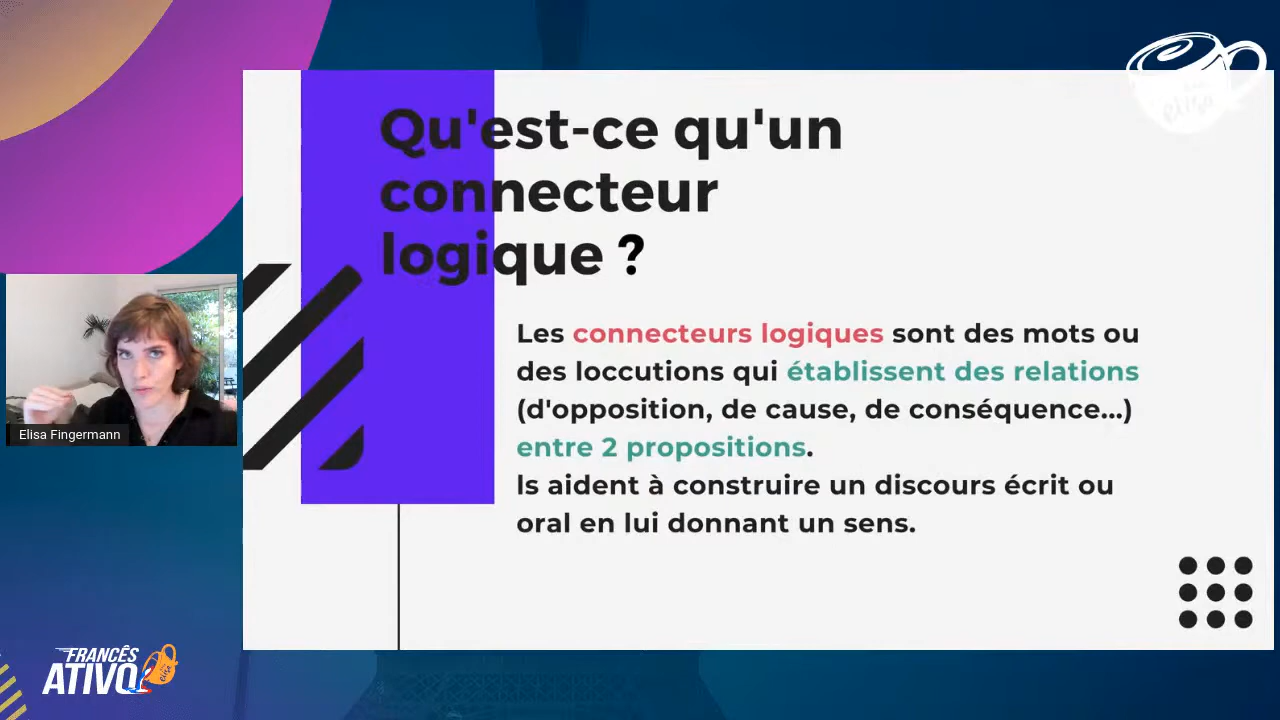 Qu'est-ce qu'un
connecteur
logique ?
Les connecteurs logiques sont des mots ou
des loccutions qui établissent des relations
(d'opposition, de cause, de conséquence...)
entre 2 propositions.
ls aident à construire un discours écrit ou
oral en lui donnant un sens.
Elisa Fingermann
FRANCÊS
ATIVO